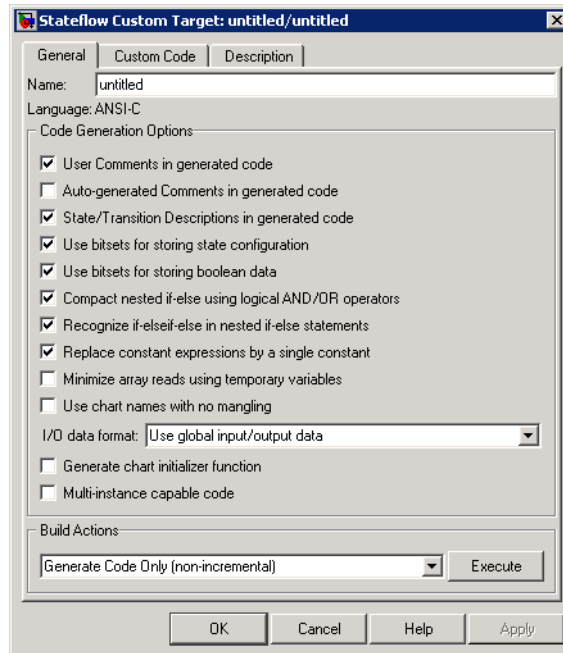 Stateflow Custom Target: untitled/untitled
General Custom Code Description
Name: untitled
Language: ANSI-C
Code Generation Options
User Comments in generated code
Auto-generated Comments in generated code
State/Transition Descriptions in generated code
Use bitsets for storing state configuration
Use bitsets for storing boolean data
Compact nested if-else using logical AND/OR operators
Recognize if-elseif-else in nested if-else statements
Replace constant expressions by a single constant
Minimize array reads using temporary variables
Use chart names with no mangling
I/O data format: Use global input/output data
Generate chart initializer function
Multi-instance capable code
Build Actions
Generate Code Only (non-incremental) Execute
OK Cancel Help Apply